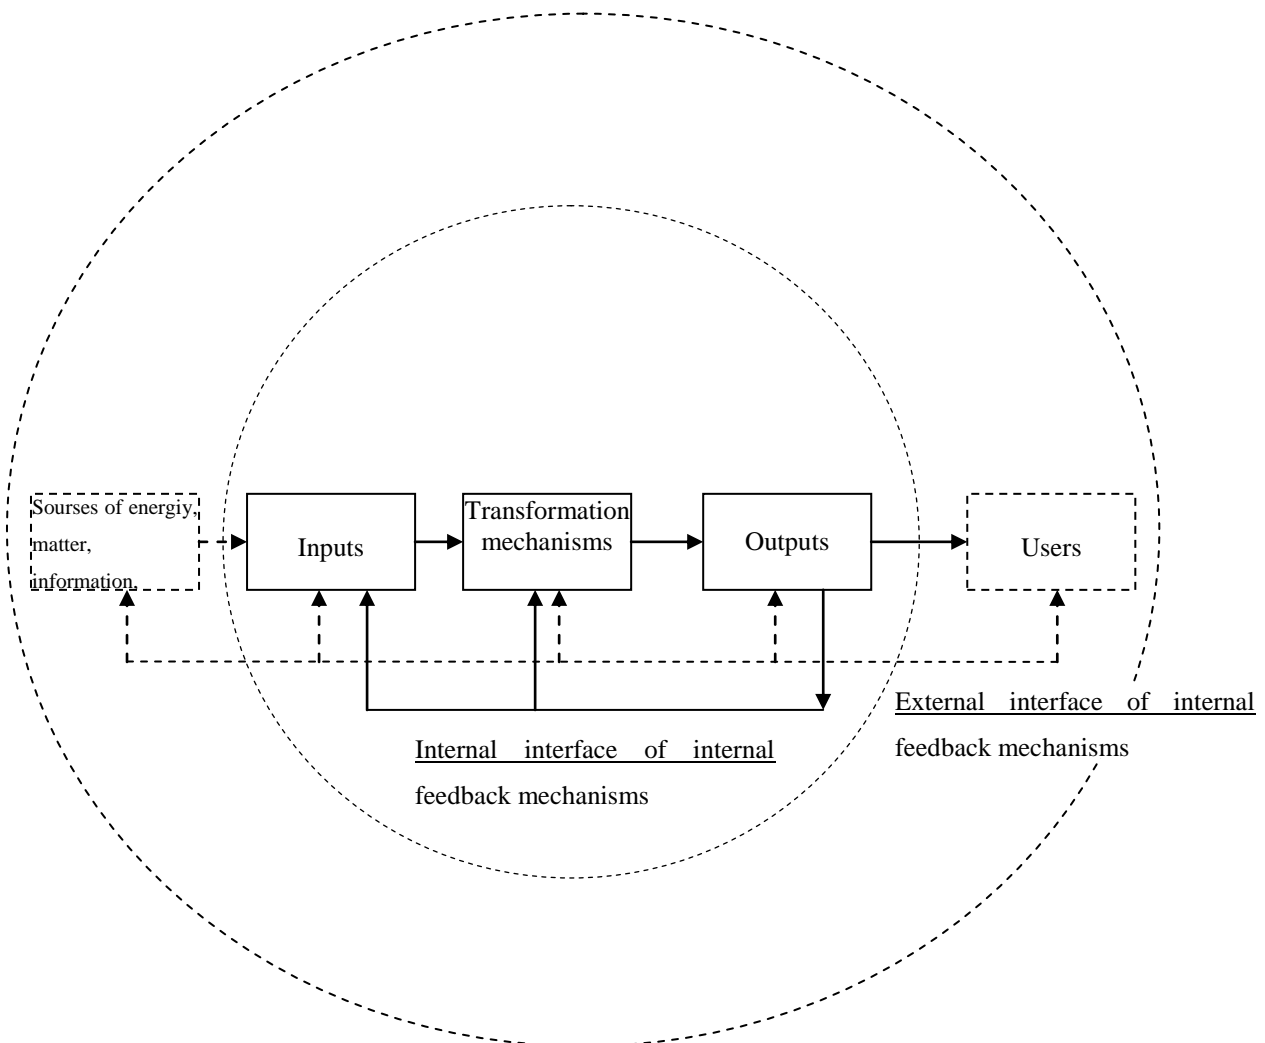 Sourses of energiy,
matter,
information,
Inputs
Transformation
mechanisms
Outputs
Users
External interface of internal
feedback mechanisms
Internal interface of internal
feedback mechanisms